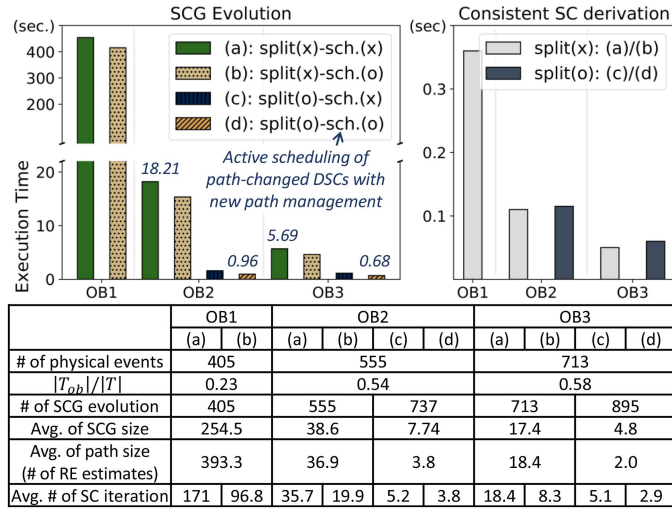 SCG Evolution
Consistent SC derivation
(sec.)
400
300
200
20
10
0
Execution Time
(a): split(x)-sch.(x)
(b): split(x)-sch.(o)
(c): split(o)-sch.(x)
(d): split(o)-sch.(o)
Active scheduling of
path-changed DSCs with
new path management
18.21
0.96
5.69
0.68
OB1 OB2 OB3
(sec.)
0.3
0.2
0.1
split(x): (a)/(b)
split(o): (c)/(d)
OB1 OB2 OB3
OB1 OB2 OB3
(a) (b) (a) (b) (c) (d) (a) (b) (c) (d)
# of physical events 405 555 713
|T_ob|/|T| 0.23 0.54 0.58
# of SCG evolution 405 555 737 713 895
Avg. of SCG size 254.5 38.6 7.74 17.4 4.8
Avg. of path size
(# of RE estimates) 393.3 36.9 3.8 18.4 2.0
Avg. # of SC iteration 171 96.8 35.7 19.9 5.2 3.8 18.4 8.3 5.1 2.9